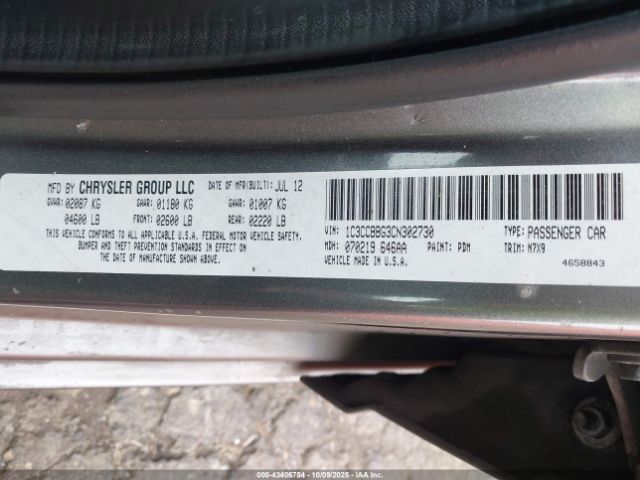 MFD BY CHRYSLER GROUP LLC DATE OF MFR(BUILT): JUL 12
GVWR: 02087 KG GAWR: 01180 KG GAWR: 01007 KG
04600 LB FRONT: 02600 LB REAR: 02220 LB
THIS VEHICLE CONFORMS TO ALL APPLICABLE U.S.A. FEDERAL MOTOR VEHICLE SAFETY,
BUMPER AND THEFT PREVENTION STANDARDS IN EFFECT ON
THE DATE OF MANUFACTURE SHOWN ABOVE.
VIN: 1C3CCBBG3CN302730 TYPE: PASSENGER CAR
MDH: 070219 646AA PAINT: PDM TRIM: M7X9
VEHICLE MADE IN U.S.A. 4658843
000-43406754 | 10/09/2025 | IAA, Inc.